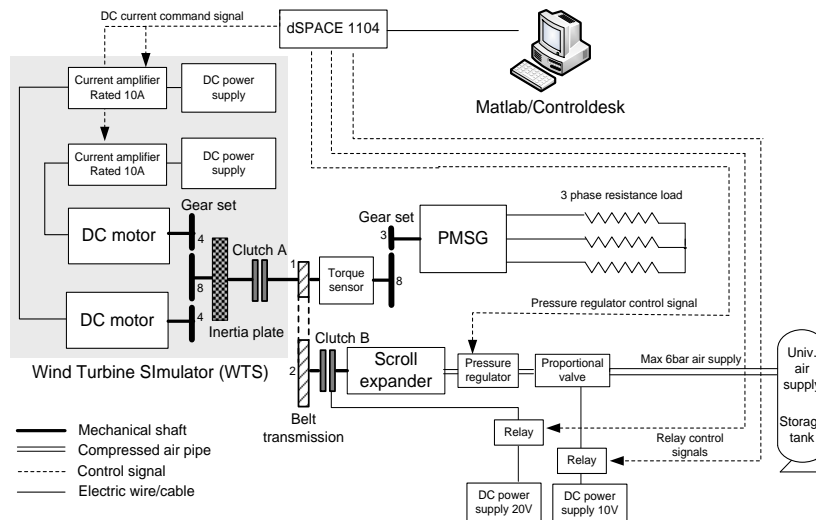 DC current command signal
dSPACE 1104
Matlab/Controldesk
Current amplifier
Rated 10A
DC power
supply
Current amplifier
Rated 10A
DC power
supply
Gear set
DC motor
4
Clutch A
8
DC motor
4
Inertia plate
Wind Turbine SImulator (WTS)
1
Torque
sensor
Gear set
3
8
PMSG
3 phase resistance load
Pressure regulator control signal
Clutch B
2
Scroll
expander
Pressure
regulator
Proportional
valve
Max 6bar air supply
Univ.
air
supply
Storage
tank
Belt
transmission
Relay
Relay
Relay control
signals
DC power
supply 20V
DC power
supply 10V
Mechanical shaft
Compressed air pipe
Control signal
Electric wire/cable